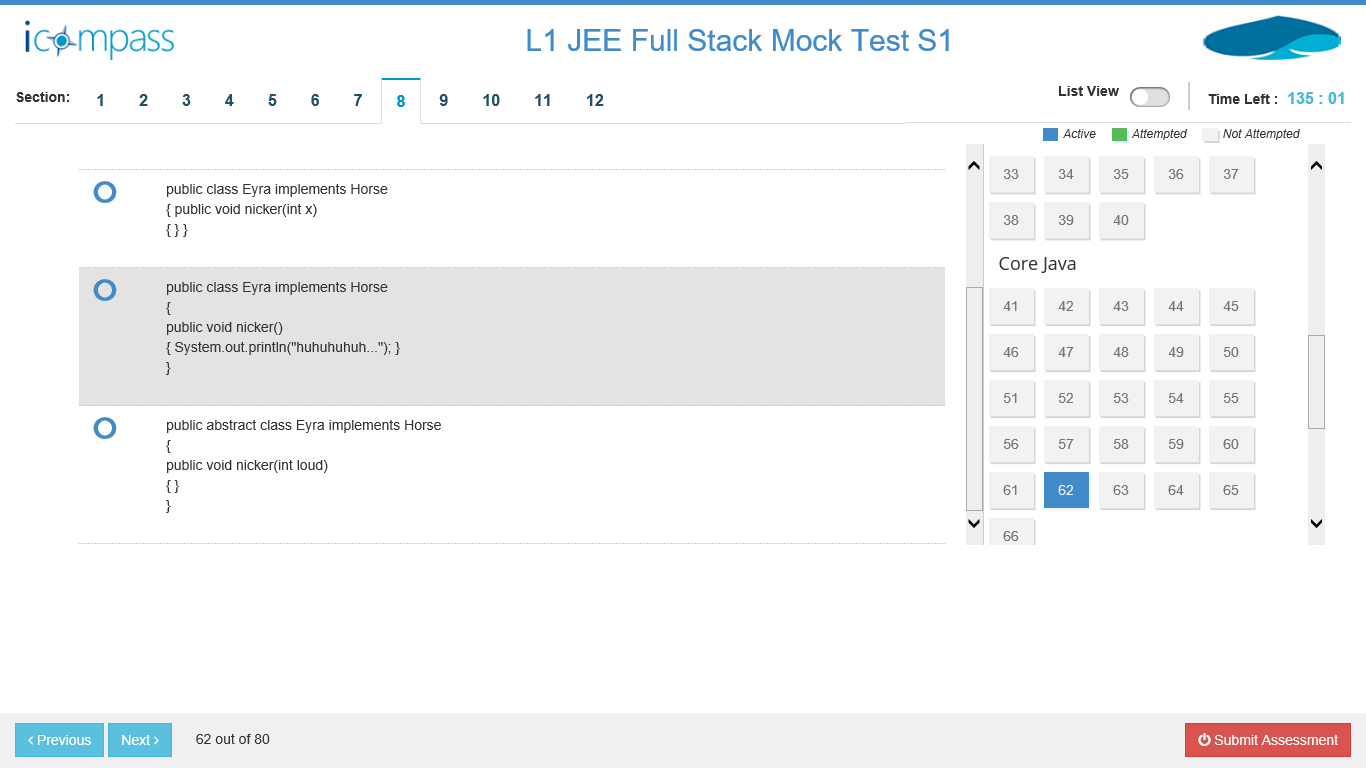 icompass
L1 JEE Full Stack Mock Test S1
Section:
1 2 3 4 5 6 7 8 9 10 11 12
List View
Time Left : 135 : 01
Active Attempted Not Attempted
public class Eyra implements Horse
{ public void nicker(int x)
{ } }
public class Eyra implements Horse
{
public void nicker()
{ System.out.println("huhuhuhuh..."); }
}
public abstract class Eyra implements Horse
{
public void nicker(int loud)
{ }
}
33 34 35 36 37
38 39 40
Core Java
41 42 43 44 45
46 47 48 49 50
51 52 53 54 55
56 57 58 59 60
61 62 63 64 65
66
‹ Previous
Next ›
62 out of 80
Submit Assessment